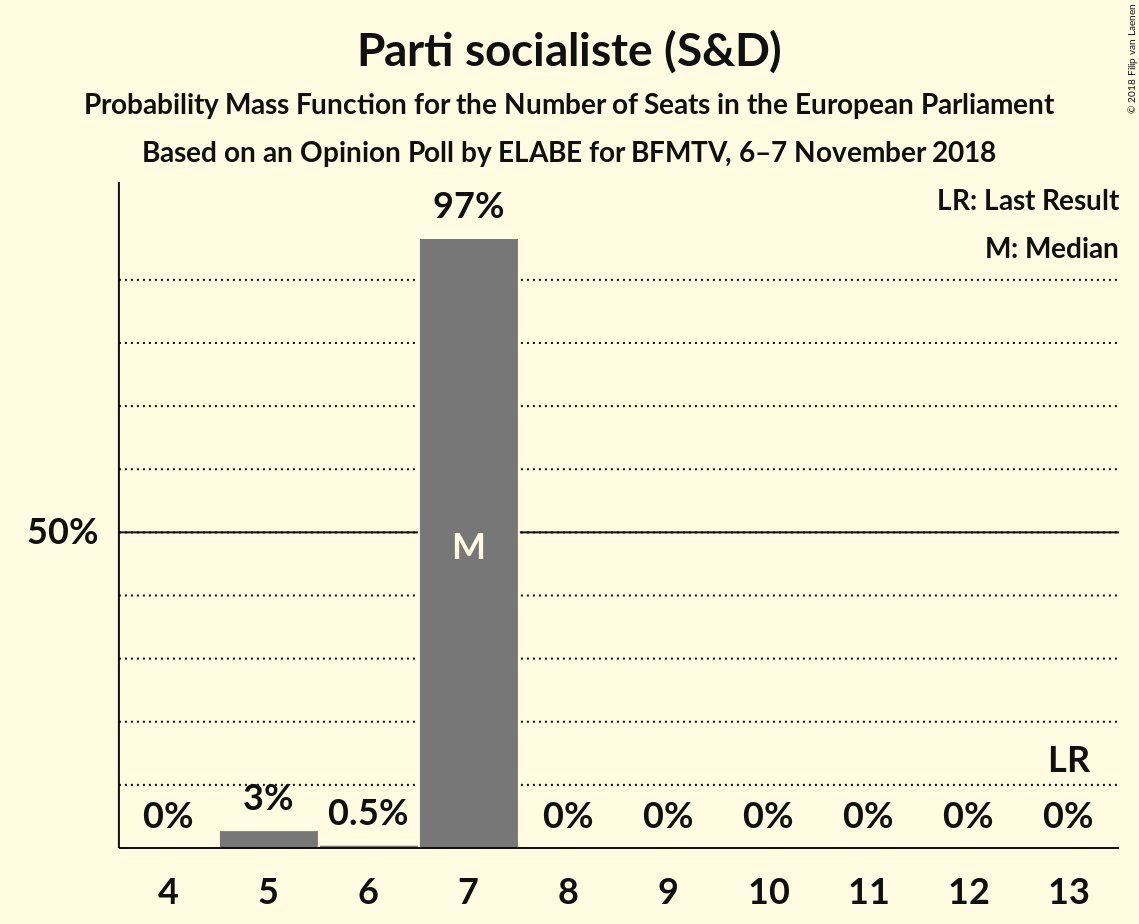 Parti socialiste (S&D)
Probability Mass Function for the Number of Seats in the European Parliament
Based on an Opinion Poll by ELABE for BFMTV, 6–7 November 2018
© 2018 Filip van Laenen
LR: Last Result
M: Median
97%
50%
M
LR
0%
3%
0.5%
0%
0%
0%
0%
0%
0%
4 5 6 7 8 9 10 11 12 13